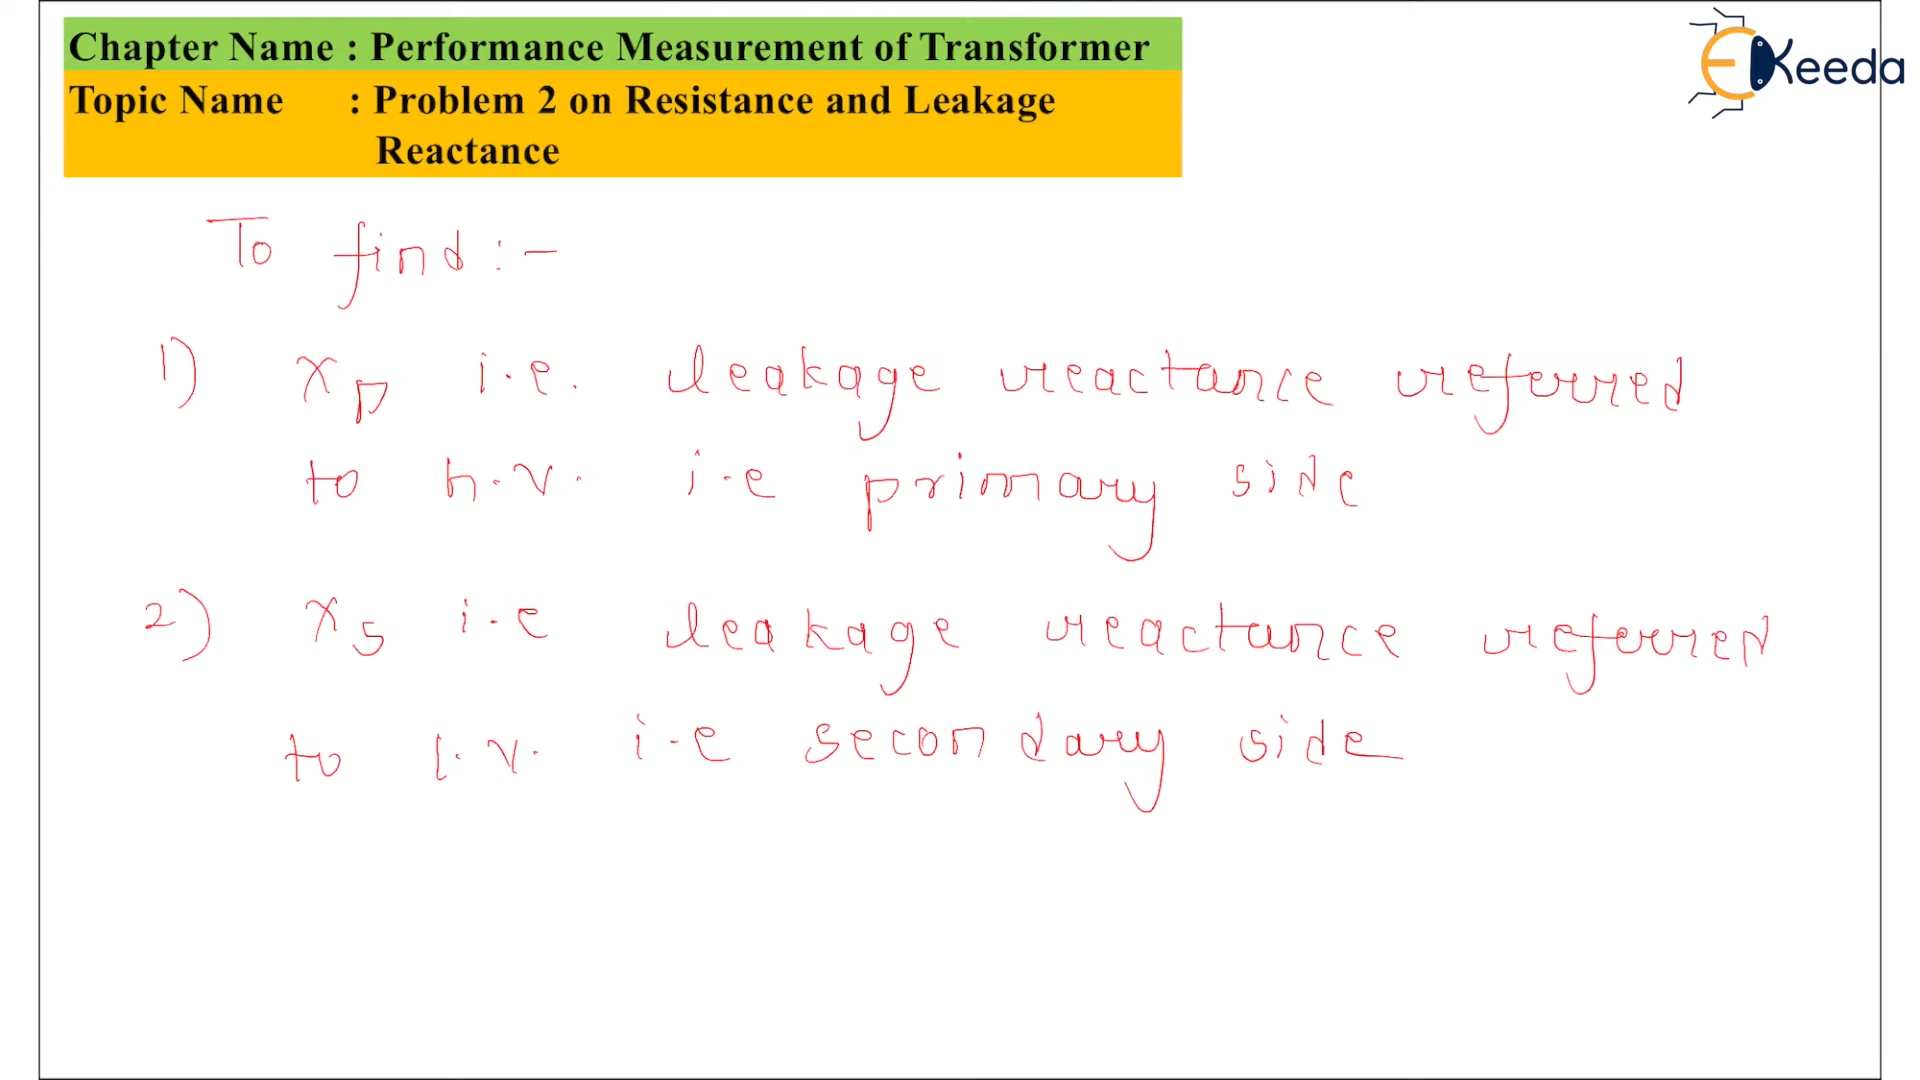 Chapter Name : Performance Measurement of Transformer
Topic Name : Problem 2 on Resistance and Leakage
Reactance
EKeeda
To find :-
1) xp i.e. leakage reactance referred
to h.v. i.e primary side
2) xs i.e leakage reactance referred
to l.v. i.e secondary side